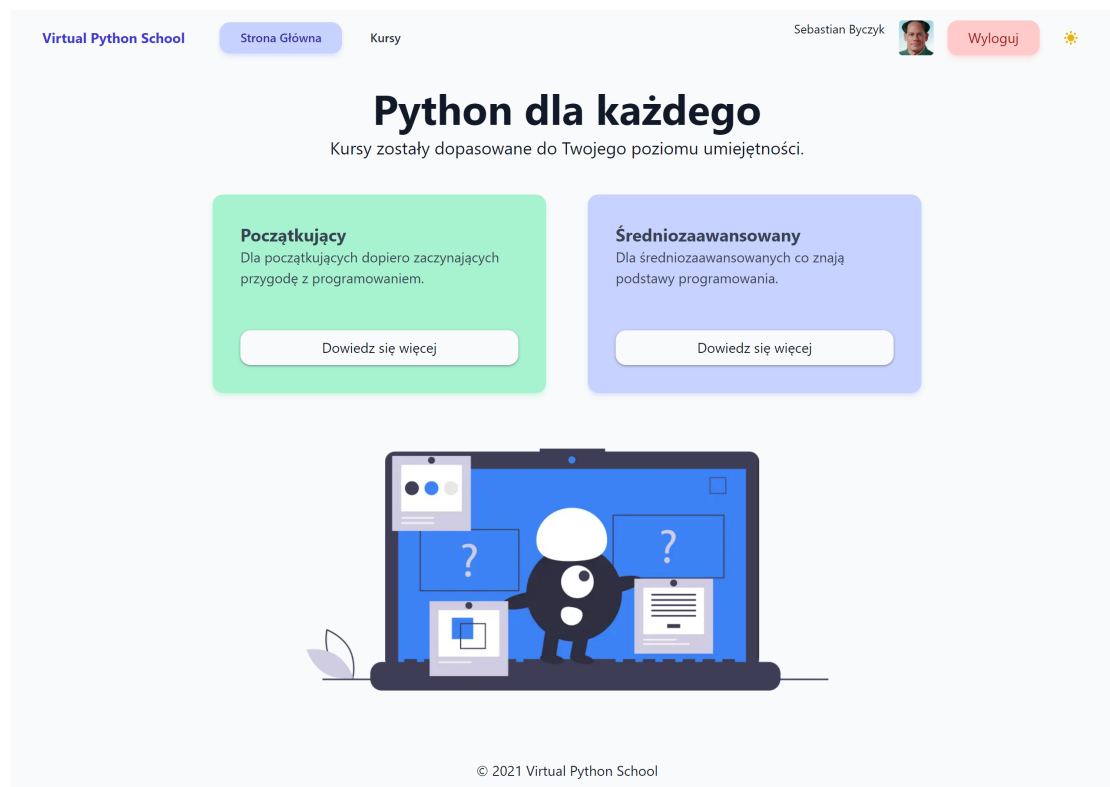 Virtual Python School
Strona Główna
Kursy
Sebastian Byczyk
Wyloguj
Python dla każdego
Kursy zostały dopasowane do Twojego poziomu umiejętności.
Początkujący
Dla początkujących dopiero zaczynających
przygodę z programowaniem.
Dowiedz się więcej
Średniozaawansowany
Dla średniozaawansowanych co znają
podstawy programowania.
Dowiedz się więcej
?
?
© 2021 Virtual Python School